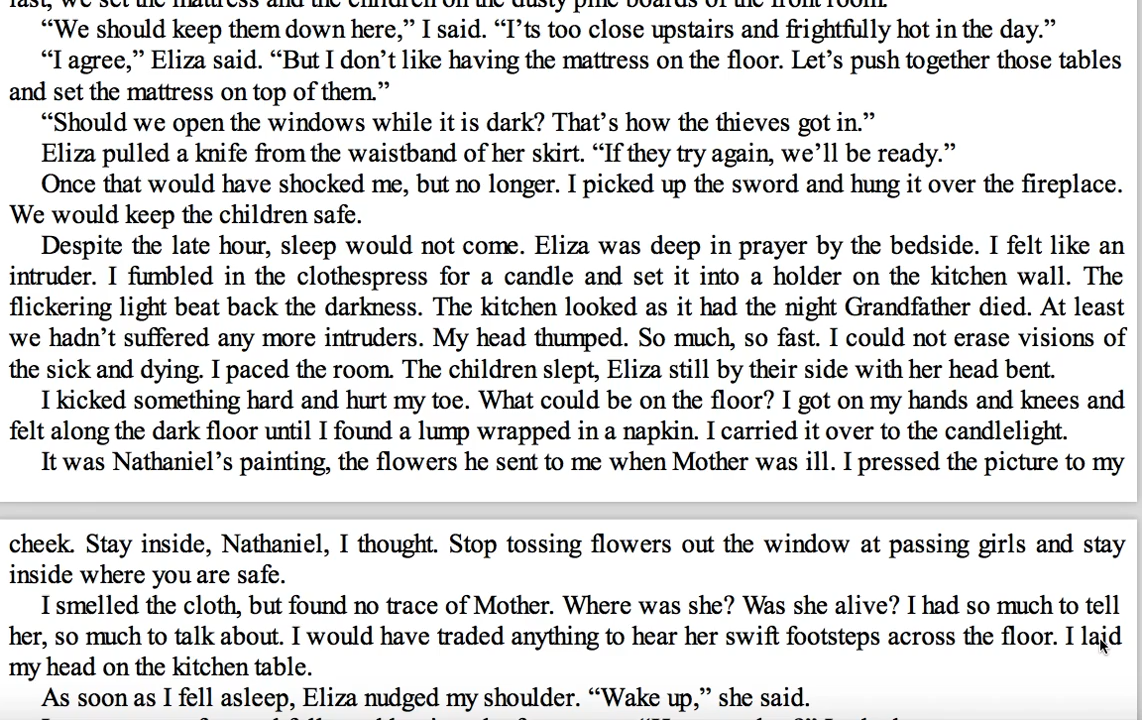 fast, we set the mattress and the children on the dusty pine boards of the front room.
“We should keep them down here,” I said. “I’ts too close upstairs and frightfully hot in the day.”
“I agree,” Eliza said. “But I don’t like having the mattress on the floor. Let’s push together those tables
and set the mattress on top of them.”
“Should we open the windows while it is dark? That’s how the thieves got in.”
Eliza pulled a knife from the waistband of her skirt. “If they try again, we’ll be ready.”
Once that would have shocked me, but no longer. I picked up the sword and hung it over the fireplace.
We would keep the children safe.
Despite the late hour, sleep would not come. Eliza was deep in prayer by the bedside. I felt like an
intruder. I fumbled in the clothespress for a candle and set it into a holder on the kitchen wall. The
flickering light beat back the darkness. The kitchen looked as it had the night Grandfather died. At least
we hadn’t suffered any more intruders. My head thumped. So much, so fast. I could not erase visions of
the sick and dying. I paced the room. The children slept, Eliza still by their side with her head bent.
I kicked something hard and hurt my toe. What could be on the floor? I got on my hands and knees and
felt along the dark floor until I found a lump wrapped in a napkin. I carried it over to the candlelight.
It was Nathaniel’s painting, the flowers he sent to me when Mother was ill. I pressed the picture to my
cheek. Stay inside, Nathaniel, I thought. Stop tossing flowers out the window at passing girls and stay
inside where you are safe.
I smelled the cloth, but found no trace of Mother. Where was she? Was she alive? I had so much to tell
her, so much to talk about. I would have traded anything to hear her swift footsteps across the floor. I laid
my head on the kitchen table.
As soon as I fell asleep, Eliza nudged my shoulder. “Wake up,” she said.